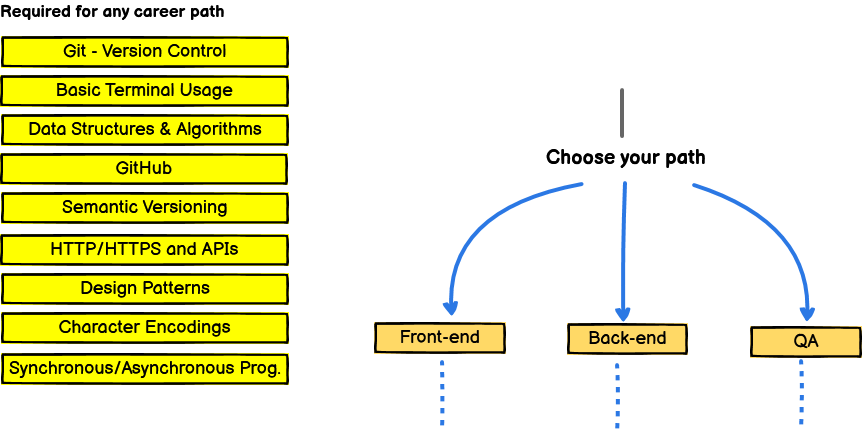 Required for any career path
Git - Version Control
Basic Terminal Usage
Data Structures & Algorithms
GitHub
Semantic Versioning
HTTP/HTTPS and APIs
Design Patterns
Character Encodings
Synchronous/Asynchronous Prog.
Choose your path
Front-end
Back-end
QA